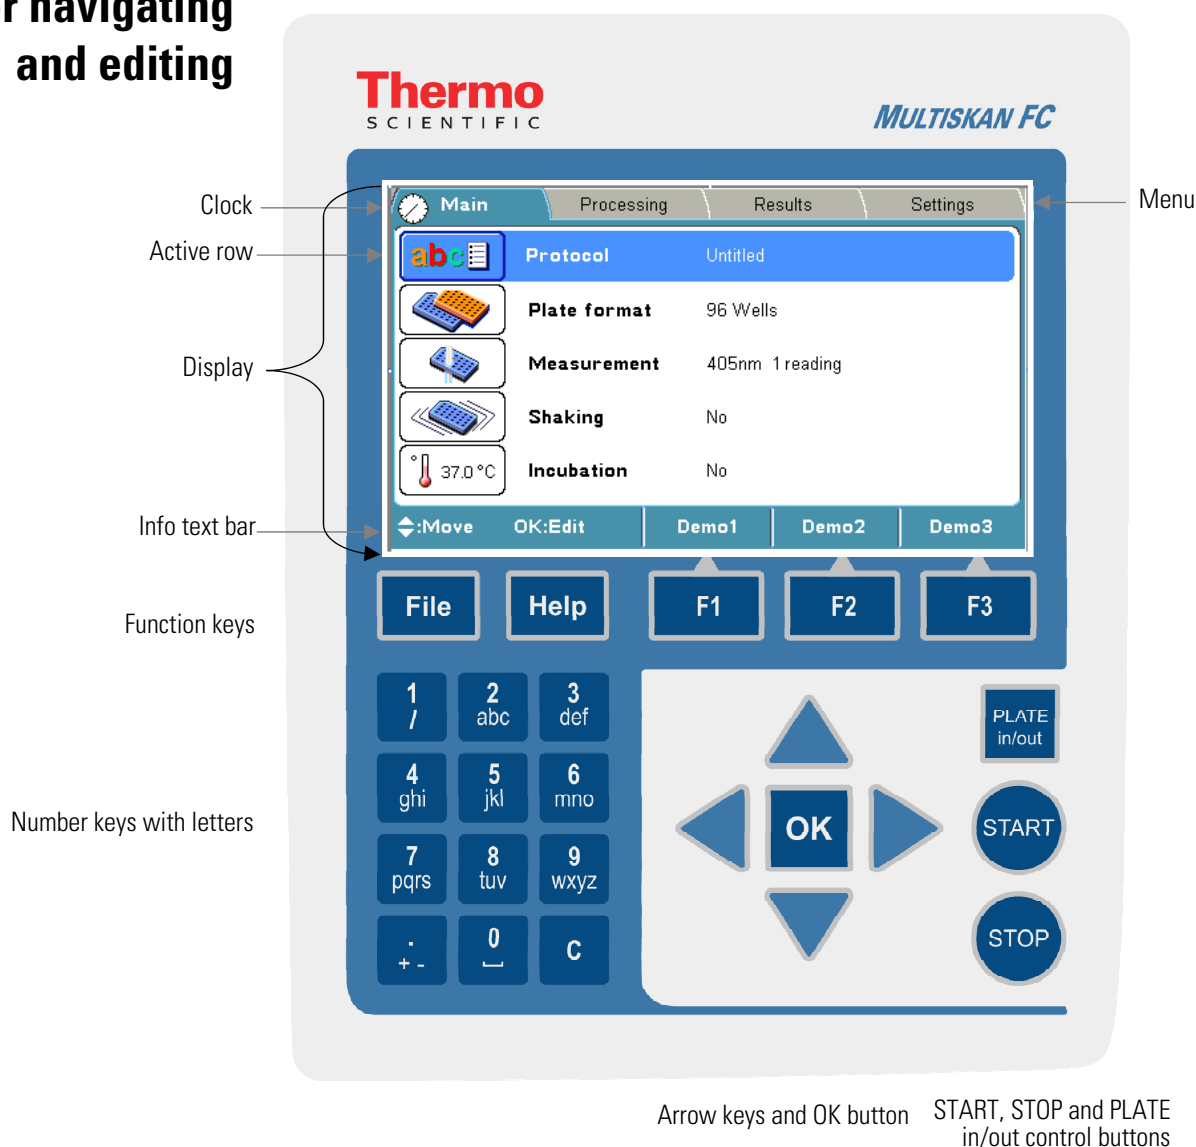 r navigating
and editing
Thermo
SCIENTIFIC
MULTISKAN FC
Clock
Main
Processing
Results
Settings
Menu
Active row
abc
Protocol
Untitled
Plate format
96 Wells
Display
Measurement
405nm 1 reading
Shaking
No
° 37.0 °C
Incubation
No
Info text bar
:Move
OK:Edit
Demo1
Demo2
Demo3
Function keys
File
Help
F1
F2
F3
1
/
2
abc
3
def
PLATE
in/out
4
ghi
5
jkl
6
mno
Number keys with letters
OK
START
7
pqrs
8
tuv
9
wxyz
.
+ -
0
C
STOP
Arrow keys and OK button
START, STOP and PLATE
in/out control buttons